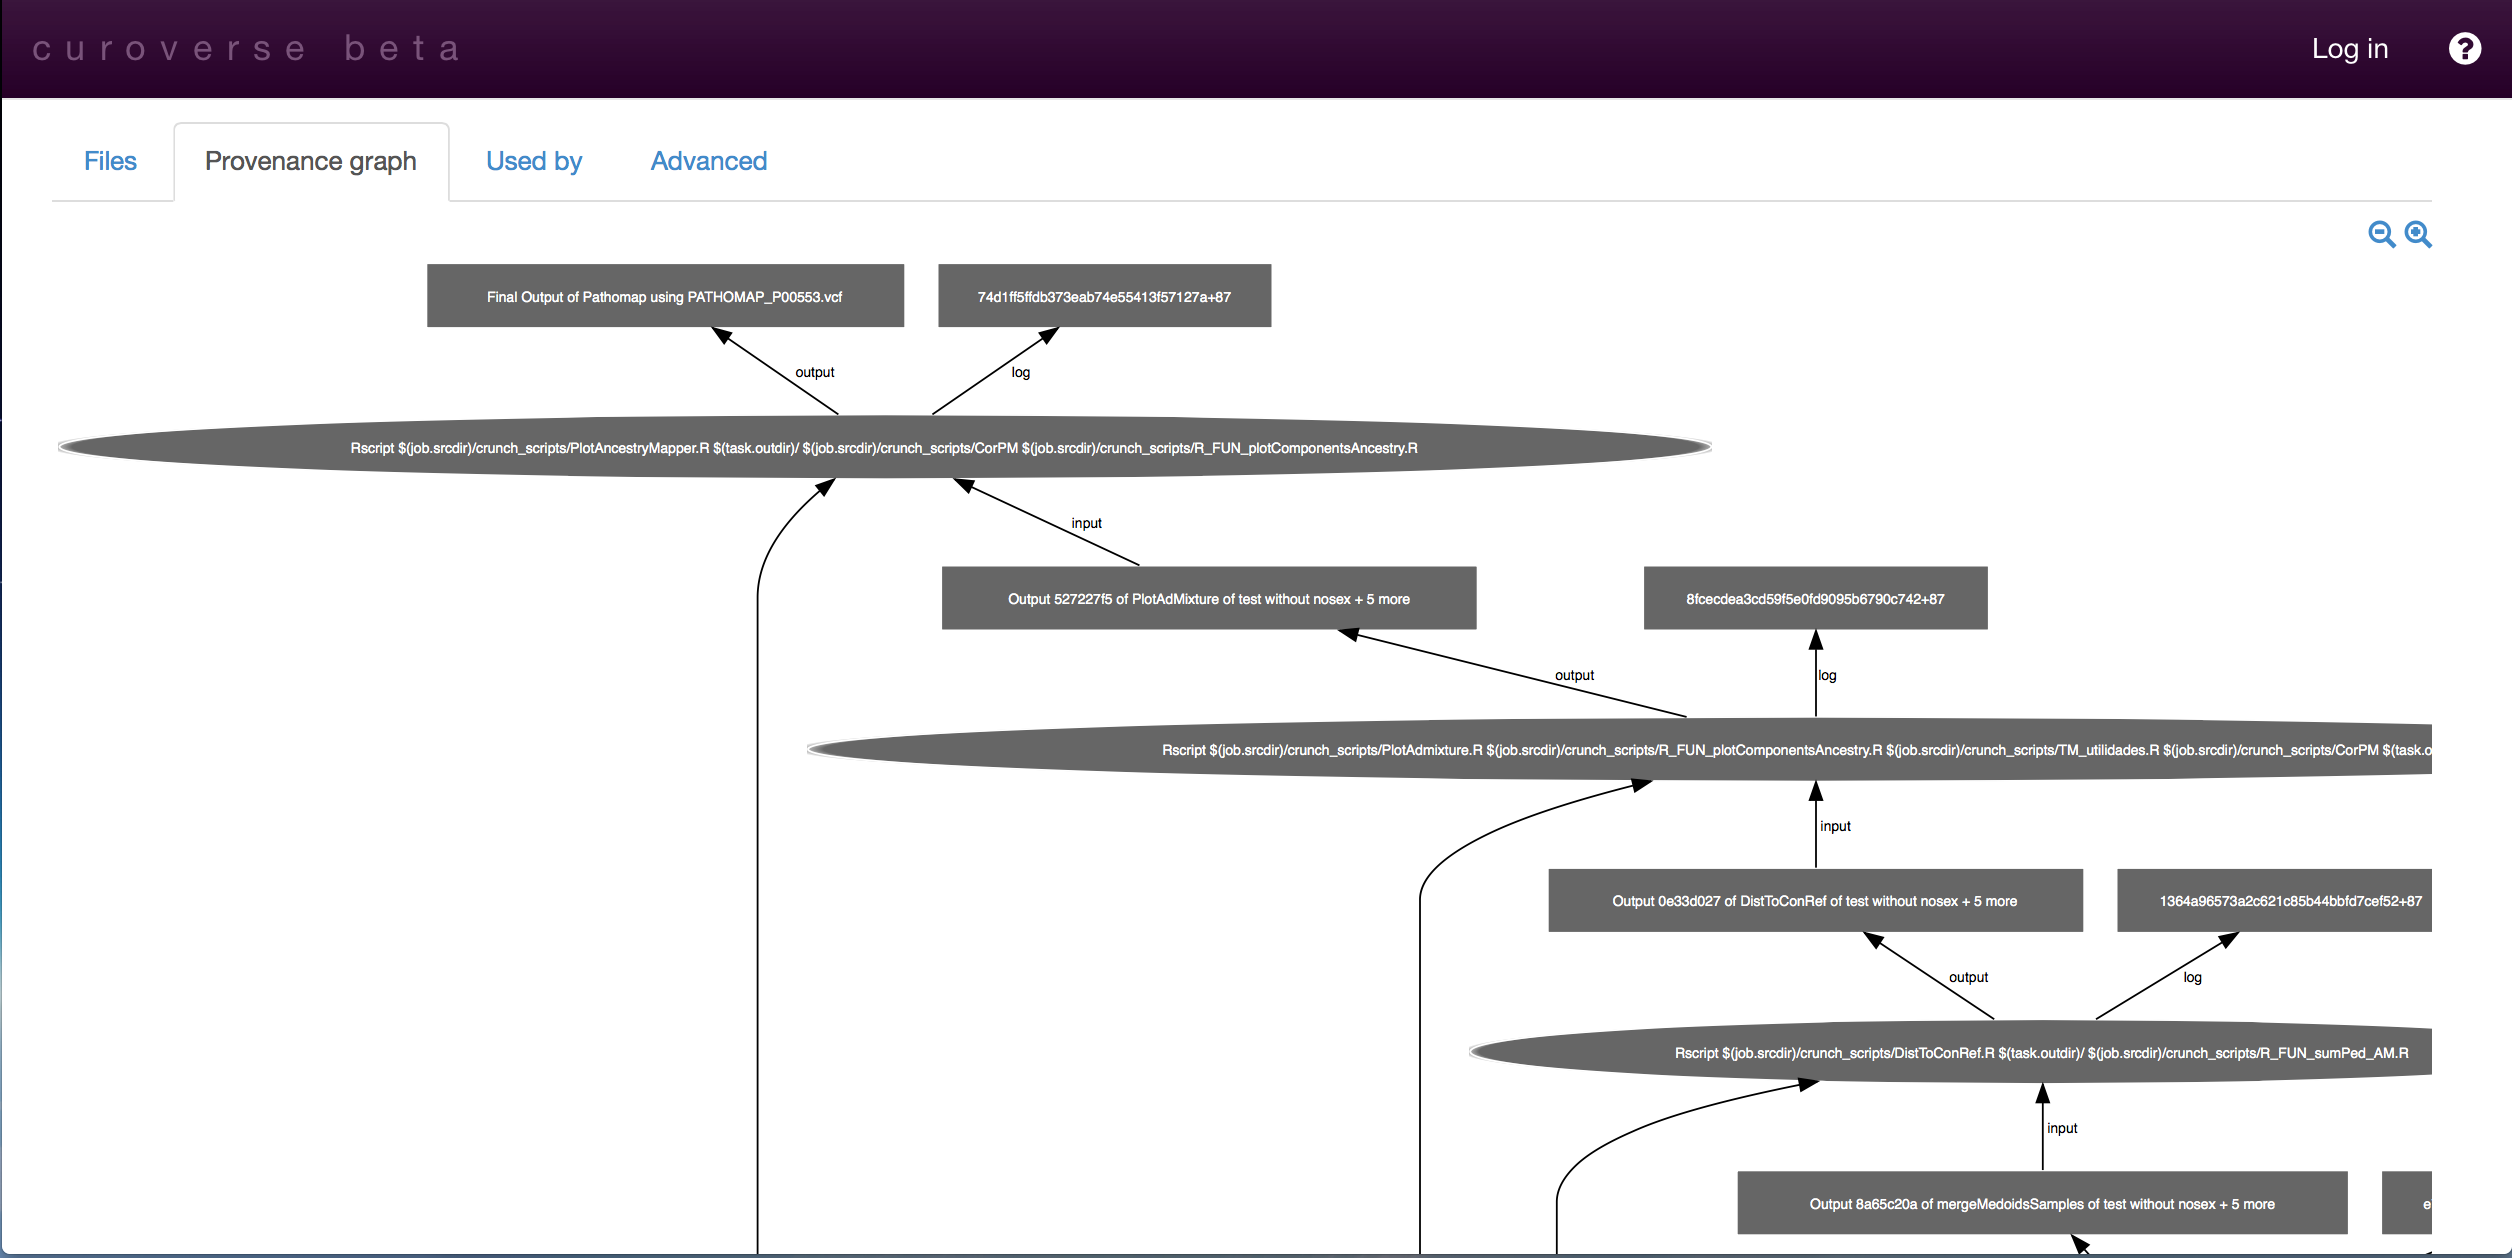 curoverse beta
Log in
?
Files
Provenance graph
Used by
Advanced
Final Output of Pathomap using PATHOMAP_P00553.vcf
74d1ff5ffdb373eab74e55413f57127a+87
output
log
Rscript $(job.srcdir)/crunch_scripts/PlotAncestryMapper.R $(task.outdir)/ $(job.srcdir)/crunch_scripts/CorPM $(job.srcdir)/crunch_scripts/R_FUN_plotComponentsAncestry.R
input
Output 527227f5 of PlotAdMixture of test without nosex + 5 more
8fcecdea3cd59f5e0fd9095b6790c742+87
output
log
Rscript $(job.srcdir)/crunch_scripts/PlotAdmixture.R $(job.srcdir)/crunch_scripts/R_FUN_plotComponentsAncestry.R $(job.srcdir)/crunch_scripts/TM_utilidades.R $(job.srcdir)/crunch_scripts/CorPM $(task.o
input
Output 0e33d027 of DistToConRef of test without nosex + 5 more
1364a96573a2c621c85b44bbfd7cef52+87
output
log
Rscript $(job.srcdir)/crunch_scripts/DistToConRef.R $(task.outdir)/ $(job.srcdir)/crunch_scripts/R_FUN_sumPed_AM.R
input
Output 8a65c20a of mergeMedoidsSamples of test without nosex + 5 more
e